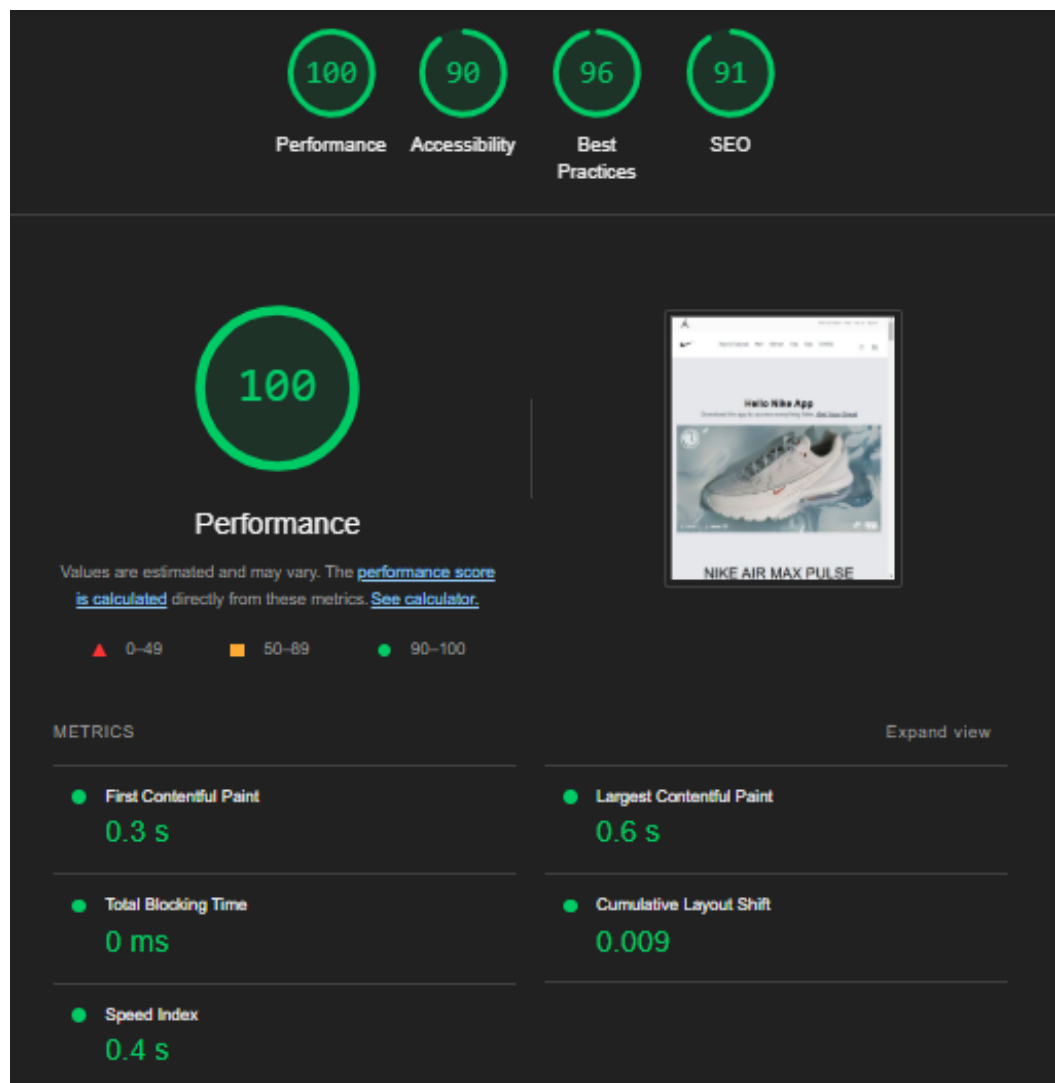 100
90
96
91
Performance
Accessibility
Best
Practices
SEO
100
Performance
Values are estimated and may vary. The performance score
is calculated directly from these metrics. See calculator.
0–49
50–89
90–100
Hello Nike App
NIKE AIR MAX PULSE
METRICS
Expand view
First Contentful Paint
0.3 s
Largest Contentful Paint
0.6 s
Total Blocking Time
0 ms
Cumulative Layout Shift
0.009
Speed Index
0.4 s